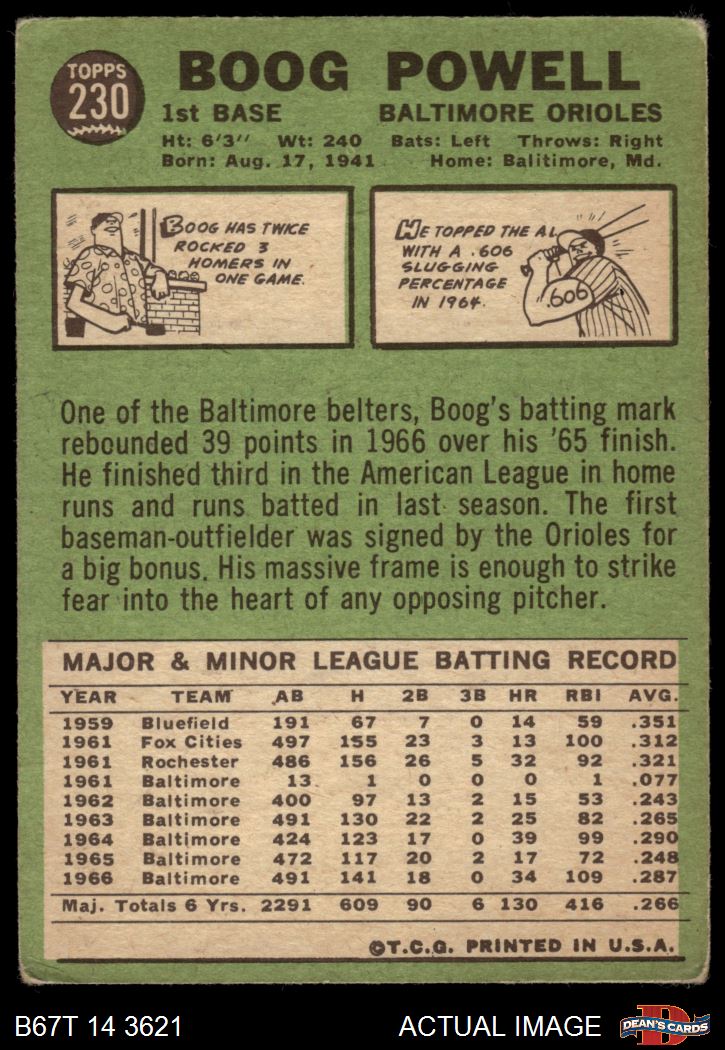 TOPPS
230
BOOG POWELL
1st BASE BALTIMORE ORIOLES
Ht: 6'3'' Wt: 240 Bats: Left Throws: Right
Born: Aug. 17, 1941 Home: Balitimore, Md.
BOOG HAS TWICE
ROCKED 3
HOMERS IN
ONE GAME.
HE TOPPED THE AL
WITH A .606
SLUGGING
PERCENTAGE
IN 1964.
.606
One of the Baltimore belters, Boog's batting mark
rebounded 39 points in 1966 over his '65 finish.
He finished third in the American League in home
runs and runs batted in last season. The first
baseman-outfielder was signed by the Orioles for
a big bonus. His massive frame is enough to strike
fear into the heart of any opposing pitcher.
MAJOR & MINOR LEAGUE BATTING RECORD
YEAR TEAM AB H 2B 3B HR RBI AVG.
1959 Bluefield 191 67 7 0 14 59 .351
1961 Fox Cities 497 155 23 3 13 100 .312
1961 Rochester 486 156 26 5 32 92 .321
1961 Baltimore 13 1 0 0 0 1 .077
1962 Baltimore 400 97 13 2 15 53 .243
1963 Baltimore 491 130 22 2 25 82 .265
1964 Baltimore 424 123 17 0 39 99 .290
1965 Baltimore 472 117 20 2 17 72 .248
1966 Baltimore 491 141 18 0 34 109 .287
Maj. Totals 6 Yrs. 2291 609 90 6 130 416 .266
©T.C.G. PRINTED IN U.S.A.
B67T 14 3621 ACTUAL IMAGE
D
DEAN'S CARDS